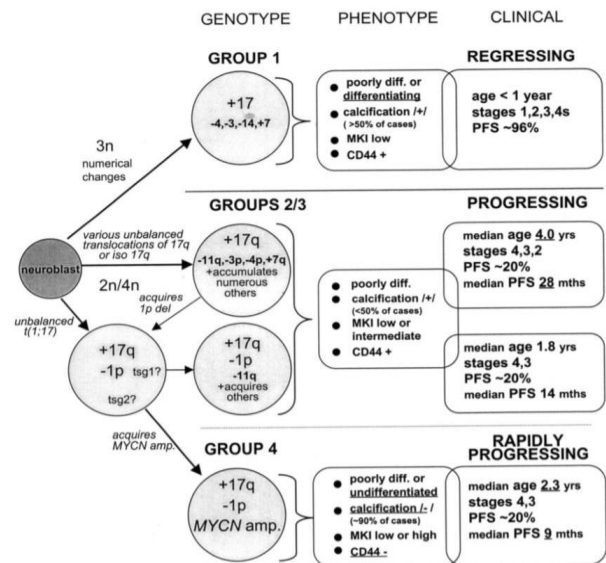 GENOTYPE PHENOTYPE CLINICAL
GROUP 1
REGRESSING
+17
-4,-3,-14,+7
poorly diff. or
differentiating
calcification /+/
( >50% of cases)
MKI low
CD44 +
age < 1 year
stages 1,2,3,4s
PFS ~96%
3n
numerical
changes
GROUPS 2/3
PROGRESSING
neuroblast
various unbalanced
translocations of 17q
or iso 17q
2n/4n
+17q
-11q,-3p,-4p,+7q
+accumulates
numerous
others
acquires
1p del
unbalanced
t(1;17)
+17q
-1p tsg1?
tsg2?
+17q
-1p
-11q
+acquires
others
poorly diff.
calcification /+/
(<50% of cases)
MKI low or
intermediate
CD44 +
median age 4.0 yrs
stages 4,3,2
PFS ~20%
median PFS 28 mths
median age 1.8 yrs
stages 4,3
PFS ~20%
median PFS 14 mths
acquires
MYCN amp.
GROUP 4
RAPIDLY
PROGRESSING
+17q
-1p
MYCN amp.
poorly diff. or
undifferentiated
calcification /-/
(~90% of cases)
MKI low or high
CD44 -
median age 2.3 yrs
stages 4,3
PFS ~20%
median PFS 9 mths